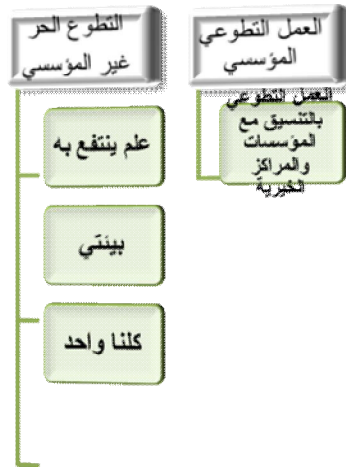 العمل التطوعي
المؤسسي
العمل التطوعي
بالتنسيق مع
المؤسسات
والمراكز
الخيرية
التطوع الحر
غير المؤسسي
علم ينتفع به
بيئتي
كلنا واحد